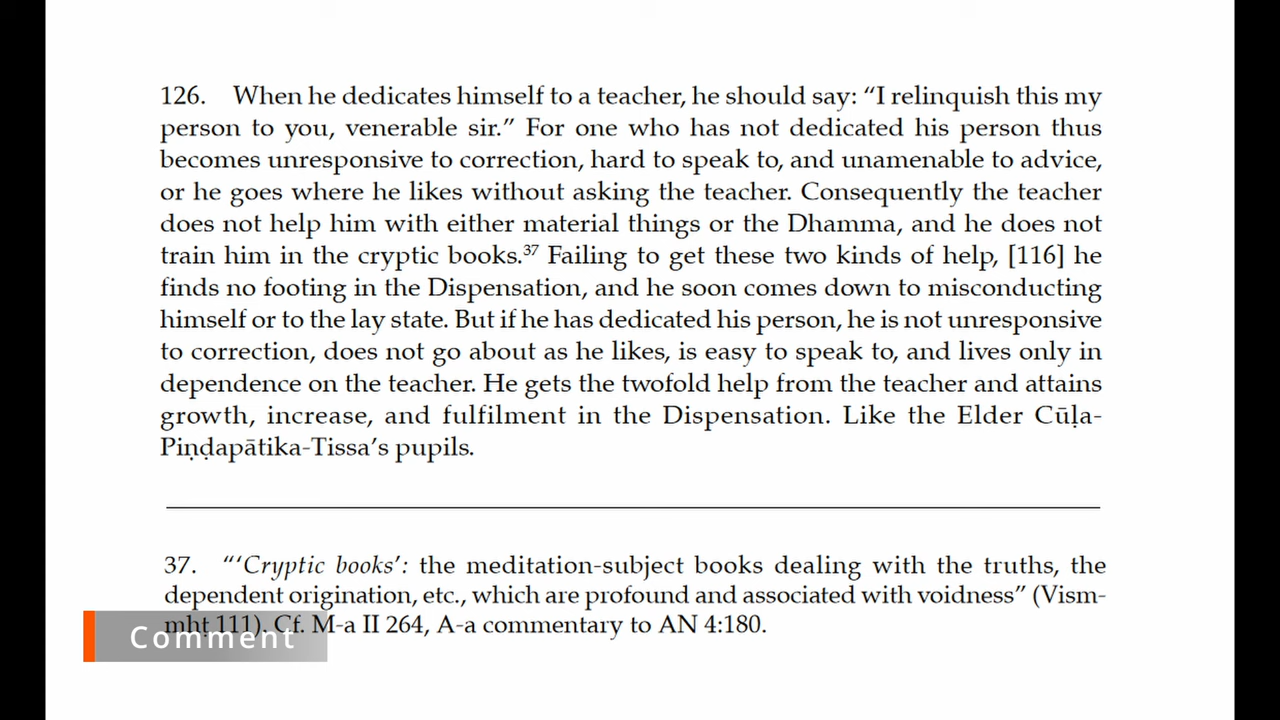 126. When he dedicates himself to a teacher, he should say: “I relinquish this my
person to you, venerable sir.” For one who has not dedicated his person thus
becomes unresponsive to correction, hard to speak to, and unamenable to advice,
or he goes where he likes without asking the teacher. Consequently the teacher
does not help him with either material things or the Dhamma, and he does not
train him in the cryptic books.³⁷ Failing to get these two kinds of help, [116] he
finds no footing in the Dispensation, and he soon comes down to misconducting
himself or to the lay state. But if he has dedicated his person, he is not unresponsive
to correction, does not go about as he likes, is easy to speak to, and lives only in
dependence on the teacher. He gets the twofold help from the teacher and attains
growth, increase, and fulfilment in the Dispensation. Like the Elder Cūḷa-
Piṇḍapātika-Tissa’s pupils.
37. “‘Cryptic books’: the meditation-subject books dealing with the truths, the
dependent origination, etc., which are profound and associated with voidness” (Vism-
mhṭ 111). Cf. M-a II 264, A-a commentary to AN 4:180.
Comment